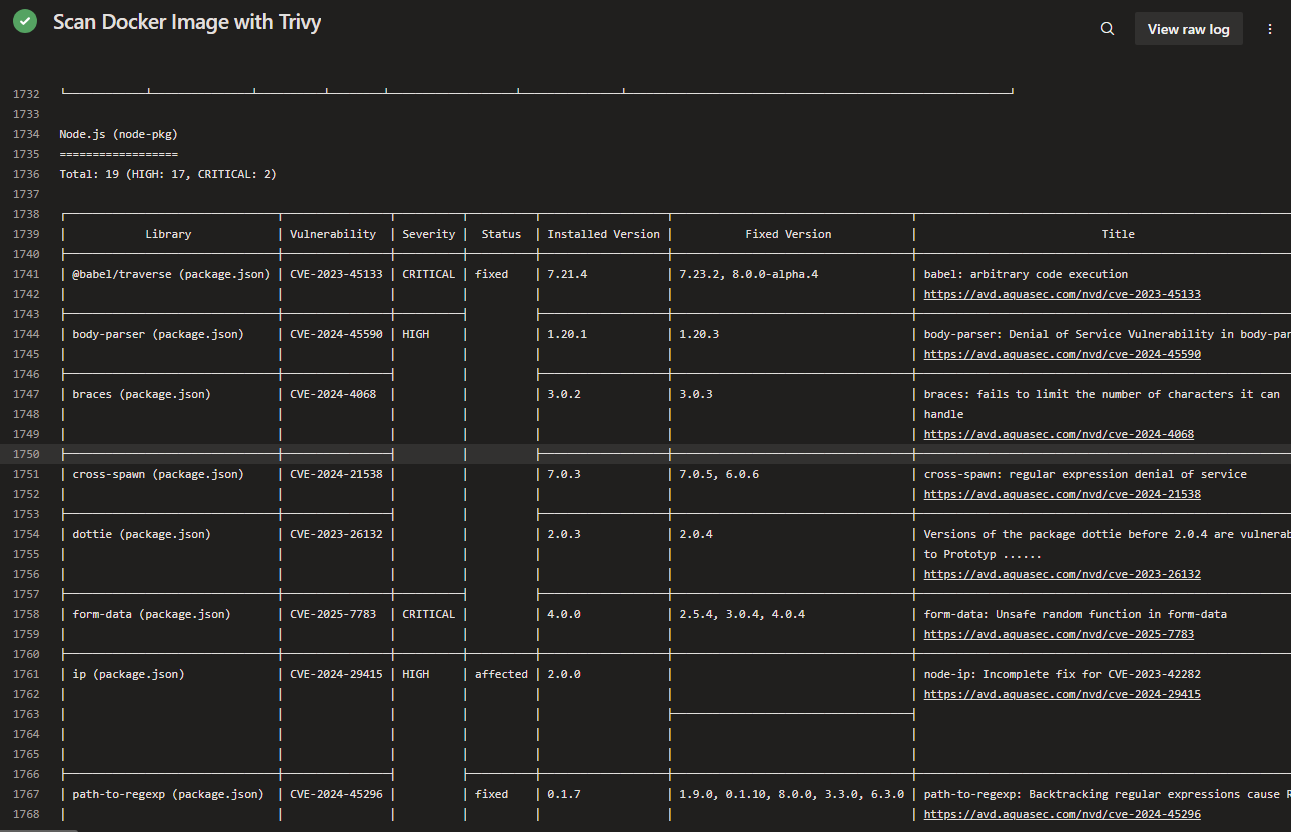 Scan Docker Image with Trivy
View raw log
1732
1733
1734 Node.js (node-pkg)
1735 ==================
1736 Total: 19 (HIGH: 17, CRITICAL: 2)
1737
1738
1739 Library Vulnerability Severity Status Installed Version Fixed Version Title
1740
1741 @babel/traverse (package.json) CVE-2023-45133 CRITICAL fixed 7.21.4 7.23.2, 8.0.0-alpha.4 babel: arbitrary code execution
1742 https://avd.aquasec.com/nvd/cve-2023-45133
1743
1744 body-parser (package.json) CVE-2024-45590 HIGH 1.20.1 1.20.3 body-parser: Denial of Service Vulnerability in body-par
1745 https://avd.aquasec.com/nvd/cve-2024-45590
1746
1747 braces (package.json) CVE-2024-4068 3.0.2 3.0.3 braces: fails to limit the number of characters it can
1748 handle
1749 https://avd.aquasec.com/nvd/cve-2024-4068
1750
1751 cross-spawn (package.json) CVE-2024-21538 7.0.3 7.0.5, 6.0.6 cross-spawn: regular expression denial of service
1752 https://avd.aquasec.com/nvd/cve-2024-21538
1753
1754 dottie (package.json) CVE-2023-26132 2.0.3 2.0.4 Versions of the package dottie before 2.0.4 are vulnerab
1755 to Prototyp ......
1756 https://avd.aquasec.com/nvd/cve-2023-26132
1757
1758 form-data (package.json) CVE-2025-7783 CRITICAL 4.0.0 2.5.4, 3.0.4, 4.0.4 form-data: Unsafe random function in form-data
1759 https://avd.aquasec.com/nvd/cve-2025-7783
1760
1761 ip (package.json) CVE-2024-29415 HIGH affected 2.0.0 node-ip: Incomplete fix for CVE-2023-42282
1762 https://avd.aquasec.com/nvd/cve-2024-29415
1763
1764
1765
1766
1767 path-to-regexp (package.json) CVE-2024-45296 fixed 0.1.7 1.9.0, 0.1.10, 8.0.0, 3.3.0, 6.3.0 path-to-regexp: Backtracking regular expressions cause R
1768 https://avd.aquasec.com/nvd/cve-2024-45296